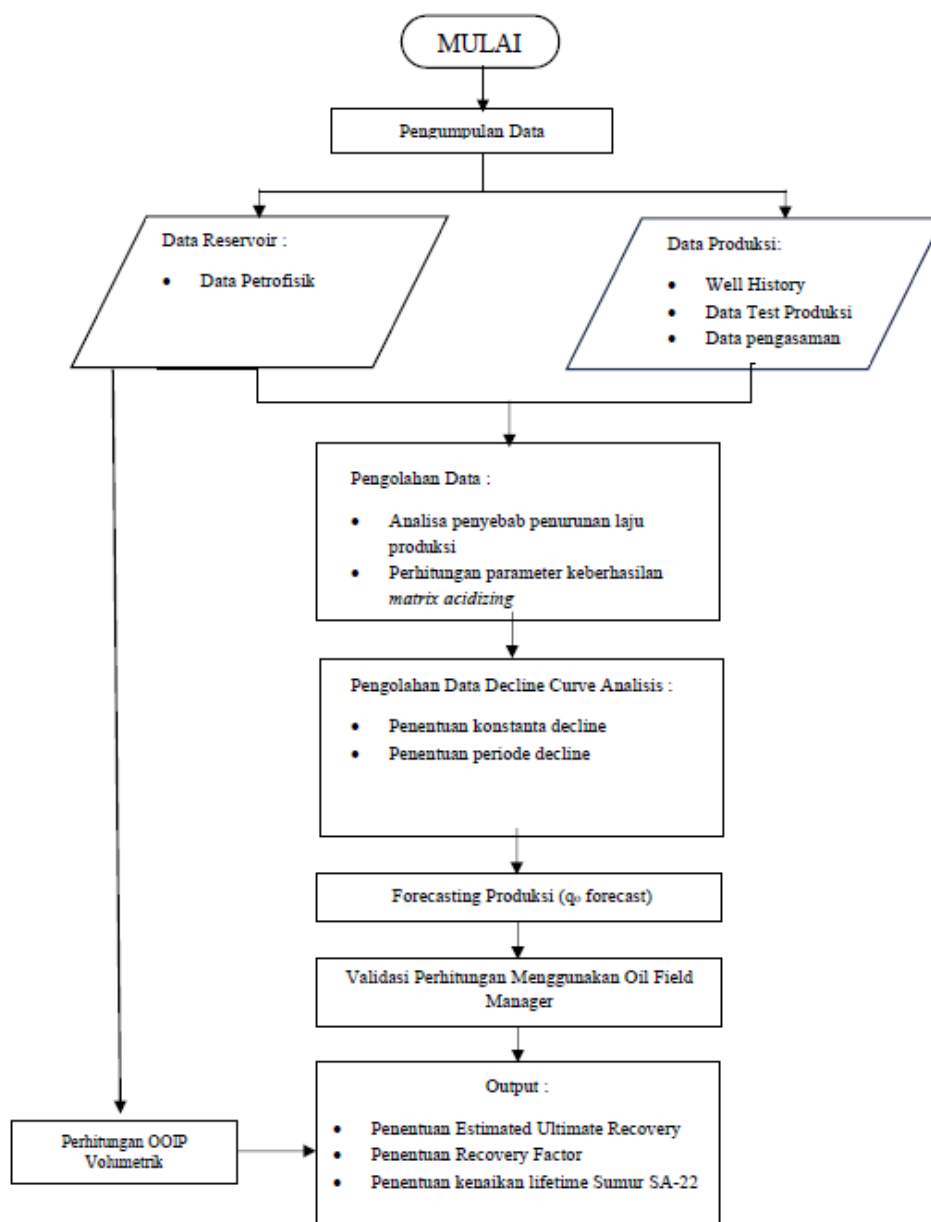 MULAI
Pengumpulan Data
Data Reservoir :
• Data Petrofisik
Data Produksi:
• Well History
• Data Test Produksi
• Data pengasaman
Pengolahan Data :
• Analisa penyebab penurunan laju
produksi
• Perhitungan parameter keberhasilan
matrix acidizing
Pengolahan Data Decline Curve Analisis :
• Penentuan konstanta decline
• Penentuan periode decline
Forecasting Produksi (qₒ forecast)
Validasi Perhitungan Menggunakan Oil Field
Manager
Perhitungan OOIP
Volumetrik
Output :
• Penentuan Estimated Ultimate Recovery
• Penentuan Recovery Factor
• Penentuan kenaikan lifetime Sumur SA-22